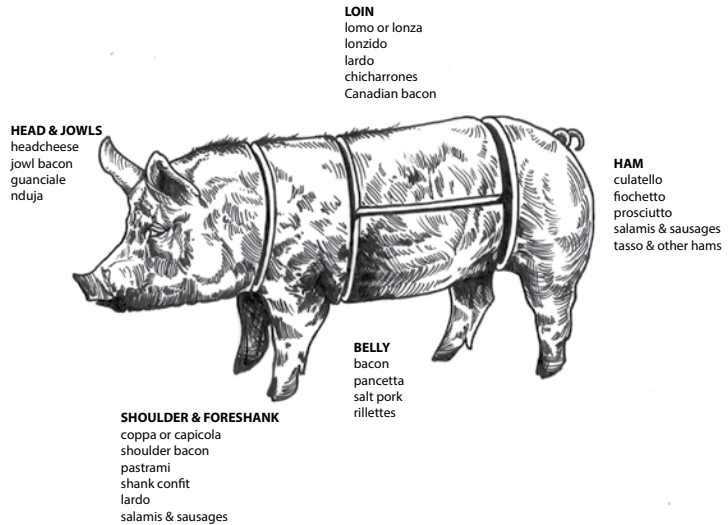 LOIN
lomo or lonza
lonzido
lardo
chicharrones
Canadian bacon
HEAD & JOWLS
headcheese
jowl bacon
guanciale
nduja
HAM
culatello
fiochetto
prosciutto
salamis & sausages
tasso & other hams
BELLY
bacon
pancetta
salt pork
rillettes
SHOULDER & FORESHANK
coppa or capicola
shoulder bacon
pastrami
shank confit
lardo
salamis & sausages